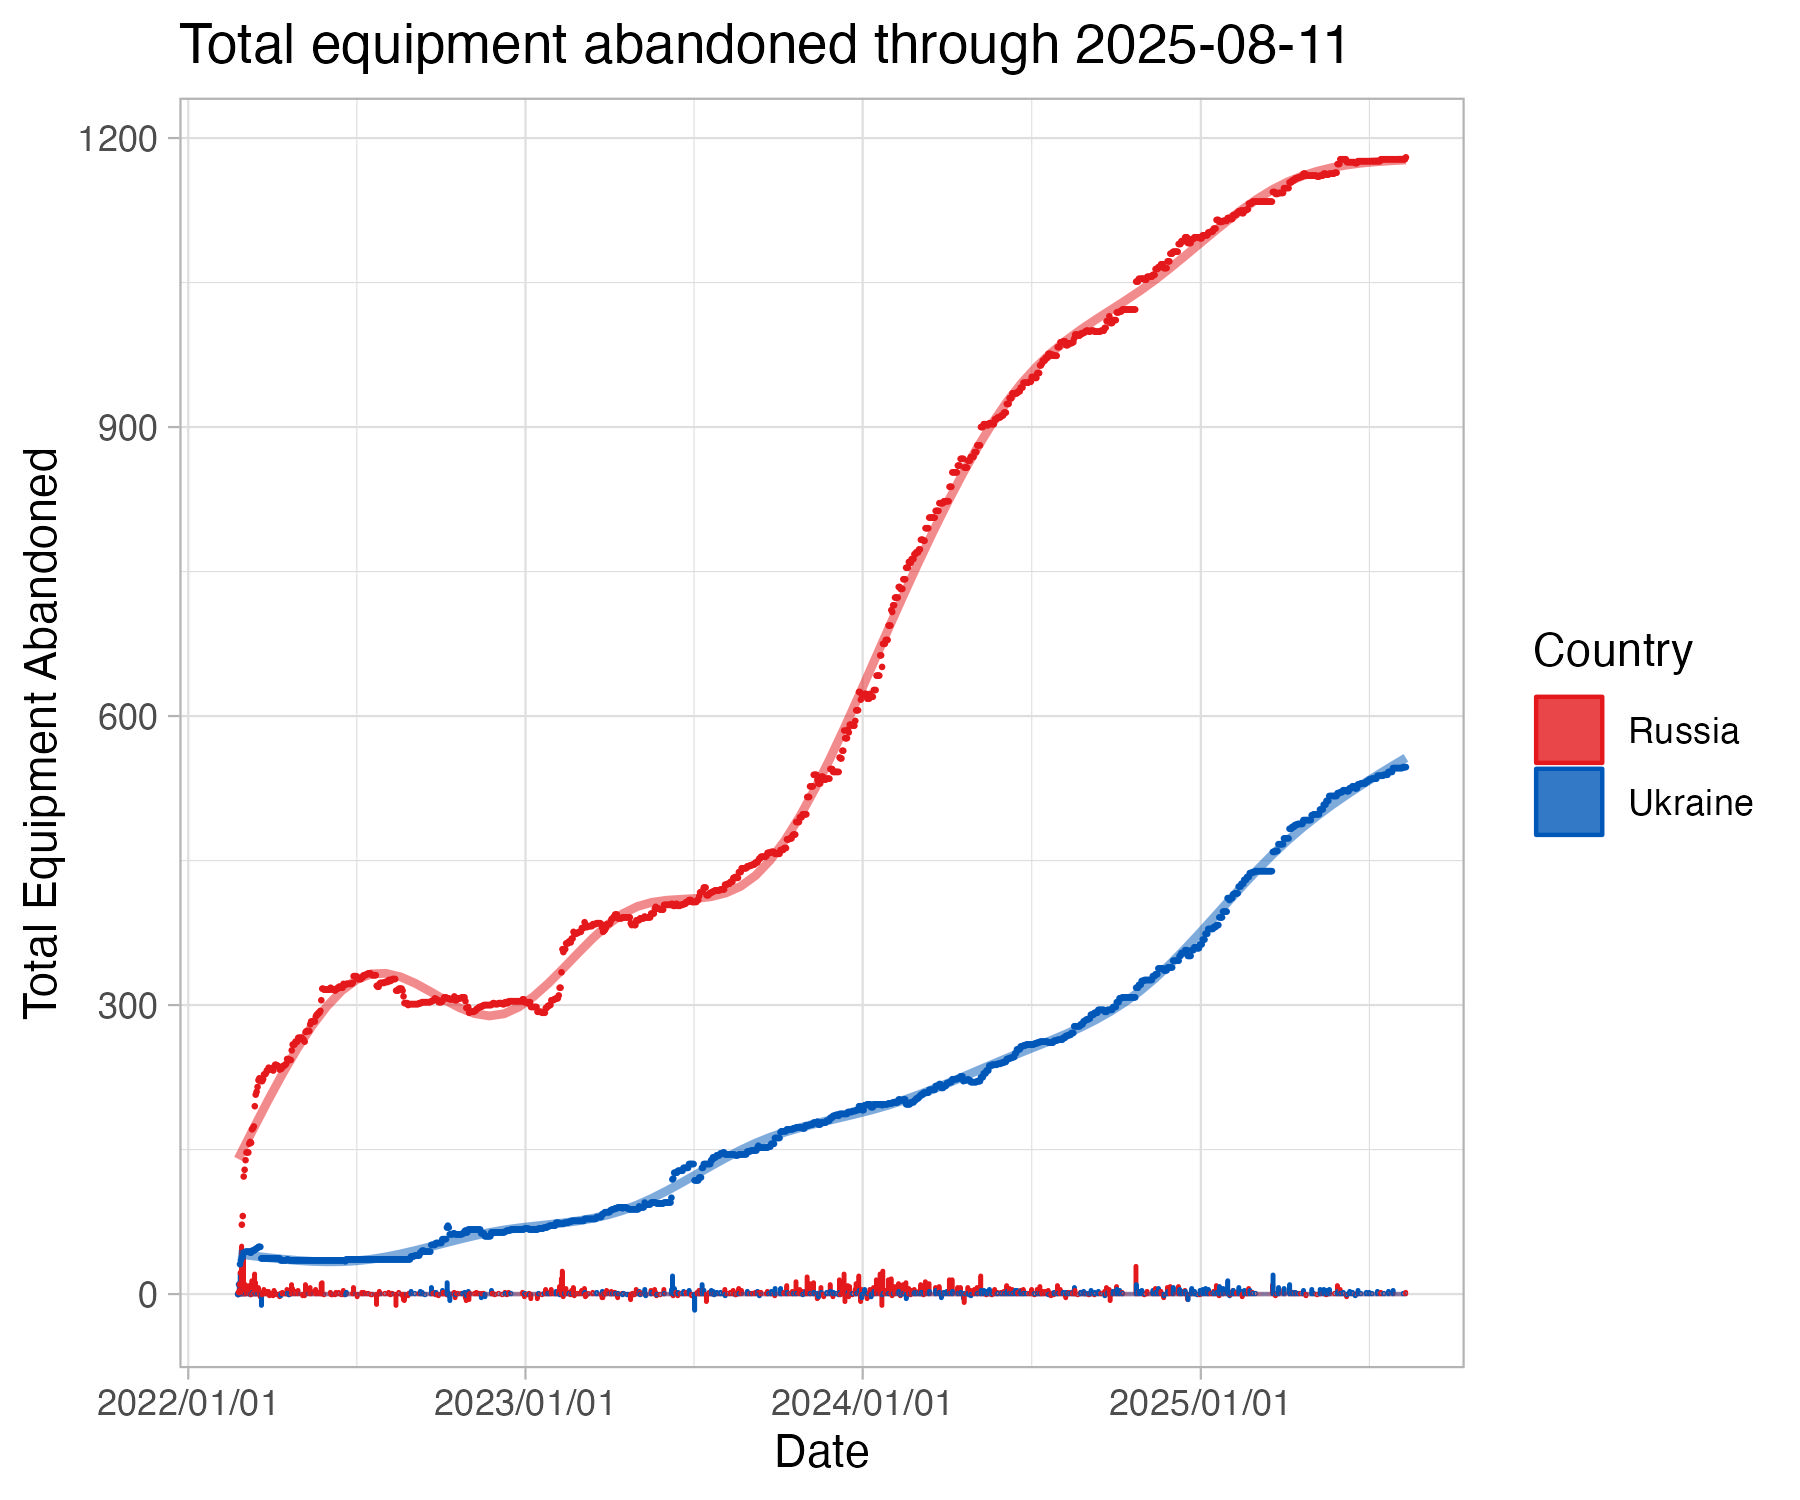 Total equipment abandoned through 2025-08-11
Total Equipment Abandoned
1200
900
600
300
0
2022/01/01
2023/01/01
2024/01/01
2025/01/01
Date
Country
Russia
Ukraine